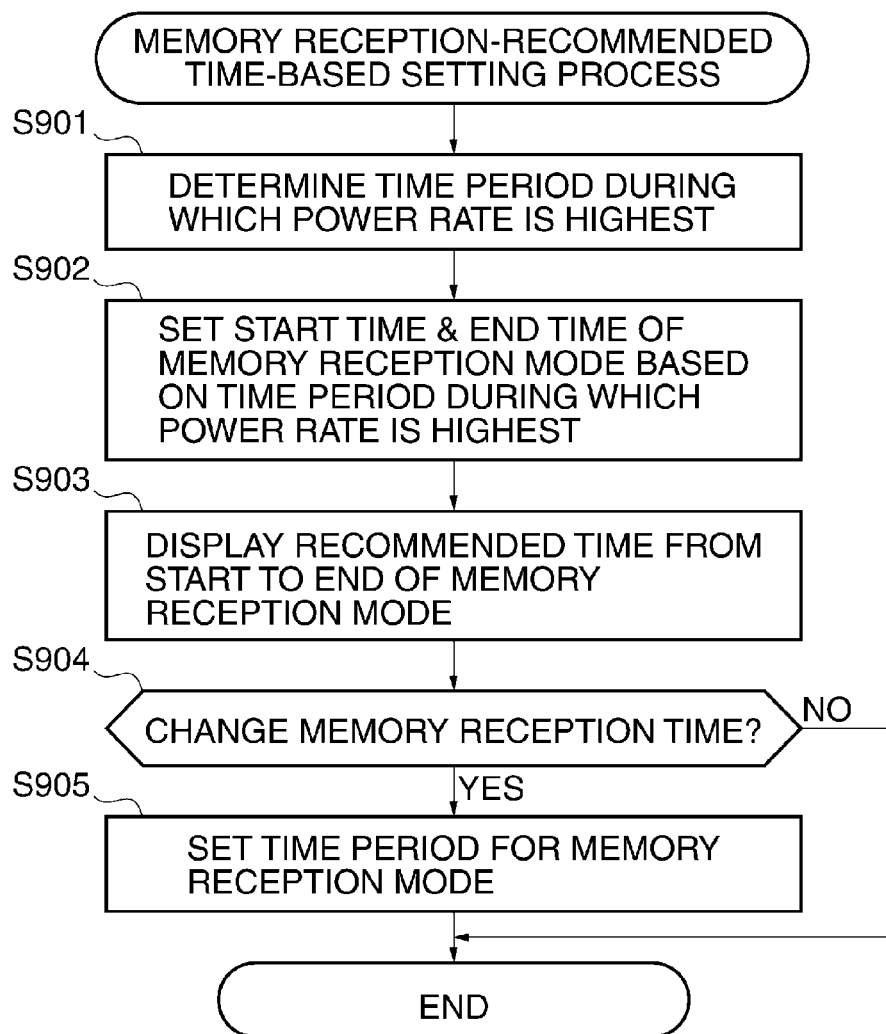 MEMORY RECEPTION-RECOMMENDED
TIME-BASED SETTING PROCESS
S901
DETERMINE TIME PERIOD DURING
WHICH POWER RATE IS HIGHEST
S902
SET START TIME & END TIME OF
MEMORY RECEPTION MODE BASED
ON TIME PERIOD DURING WHICH
POWER RATE IS HIGHEST
S903
DISPLAY RECOMMENDED TIME FROM
START TO END OF MEMORY
RECEPTION MODE
S904
CHANGE MEMORY RECEPTION TIME?
NO
YES
S905
SET TIME PERIOD FOR MEMORY
RECEPTION MODE
END